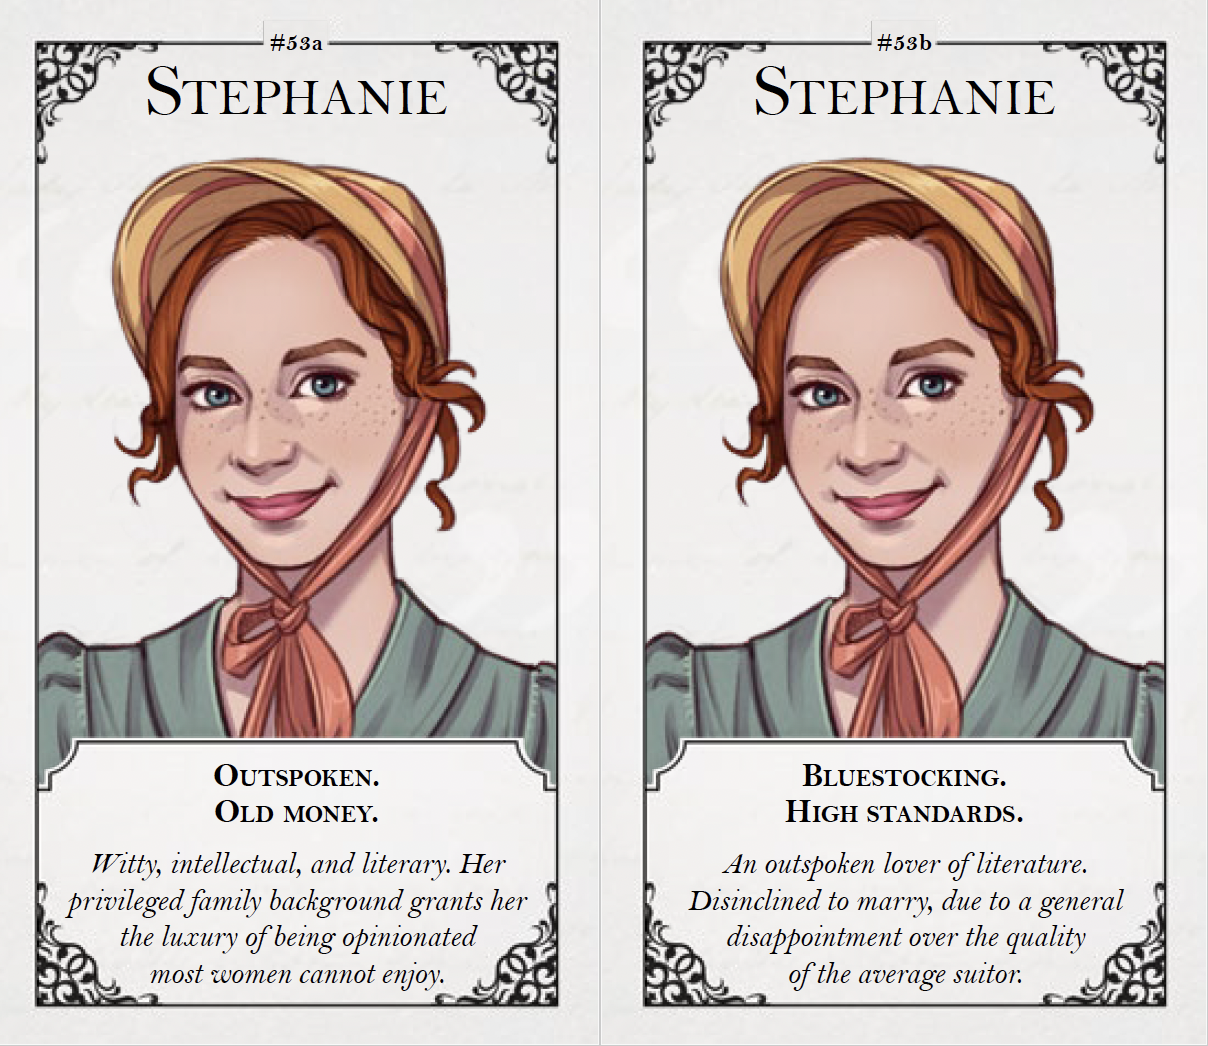 #53a
STEPHANIE
OUTSPOKEN.
OLD MONEY.
Witty, intellectual, and literary. Her
privileged family background grants her
the luxury of being opinionated
most women cannot enjoy.
#53b
STEPHANIE
BLUESTOCKING.
HIGH STANDARDS.
An outspoken lover of literature.
Disinclined to marry, due to a general
disappointment over the quality
of the average suitor.